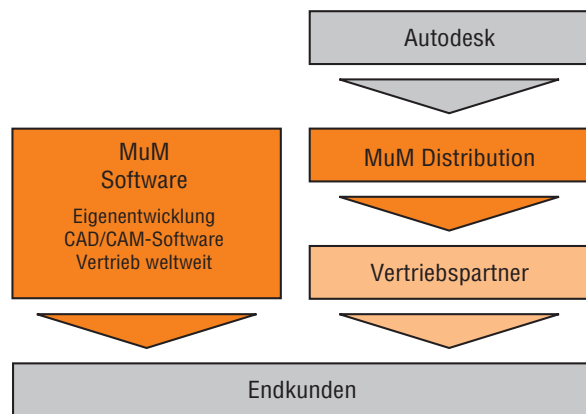 Autodesk
MuM
Software
Eigenentwicklung
CAD/CAM-Software
Vertrieb weltweit
MuM Distribution
Vertriebspartner
Endkunden